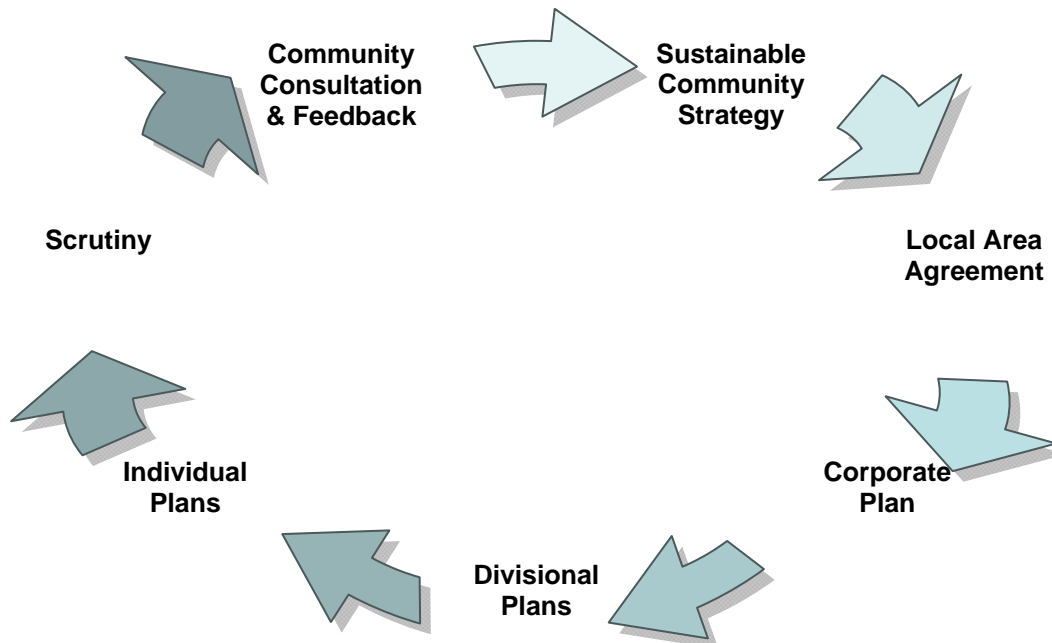 Community
Consultation
& Feedback
Sustainable
Community
Strategy
Local Area
Agreement
Corporate
Plan
Divisional
Plans
Individual
Plans
Scrutiny